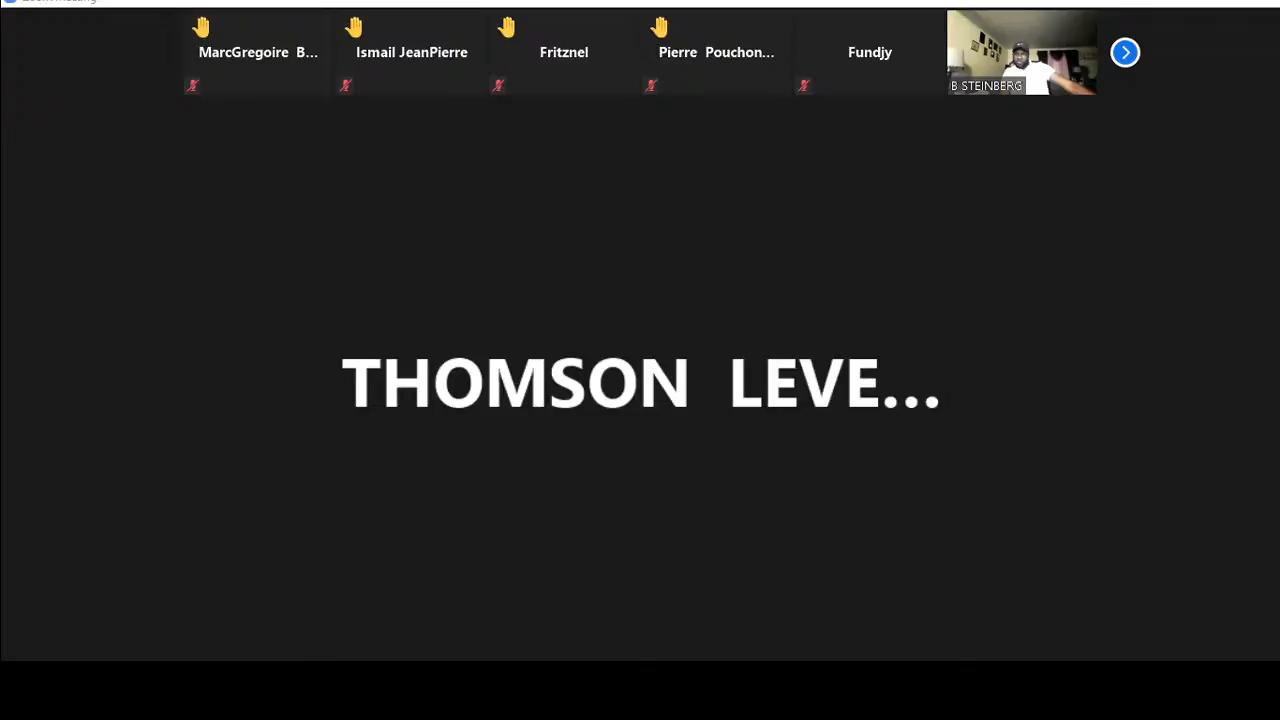 MarcGregoire B...
Ismail JeanPierre
Fritznel
Pierre Pouchon...
Fundjy
B STEINBERG
THOMSON LEVE...